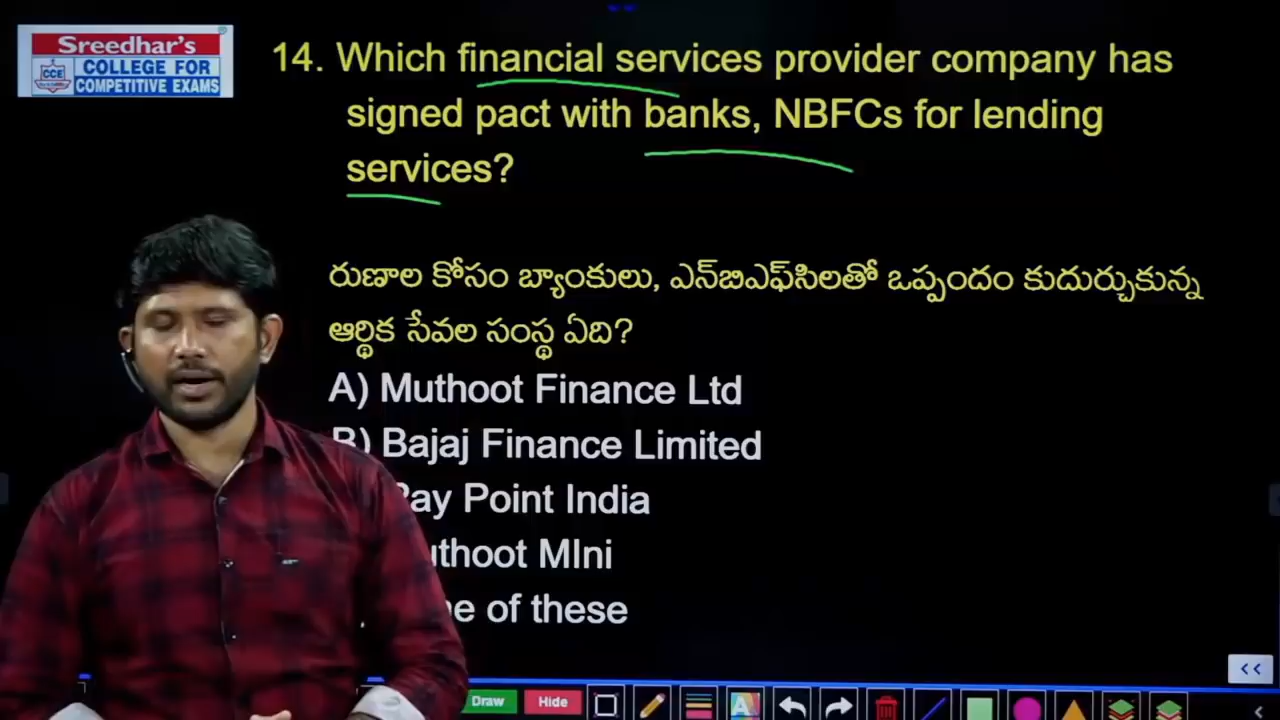 Sreedhar's
CCE
COLLEGE FOR
COMPETITIVE EXAMS
14. Which financial services provider company has
signed pact with banks, NBFCs for lending
services?
రుణాల కోసం బ్యాంకులు, ఎన్‌బిఎఫ్‌సిలతో ఒప్పందం కుదుర్చుకున్న
ఆర్థిక సేవల సంస్థ ఏది?
A) Muthoot Finance Ltd
B) Bajaj Finance Limited
Point India
MIni
of these
<<
Draw Hide